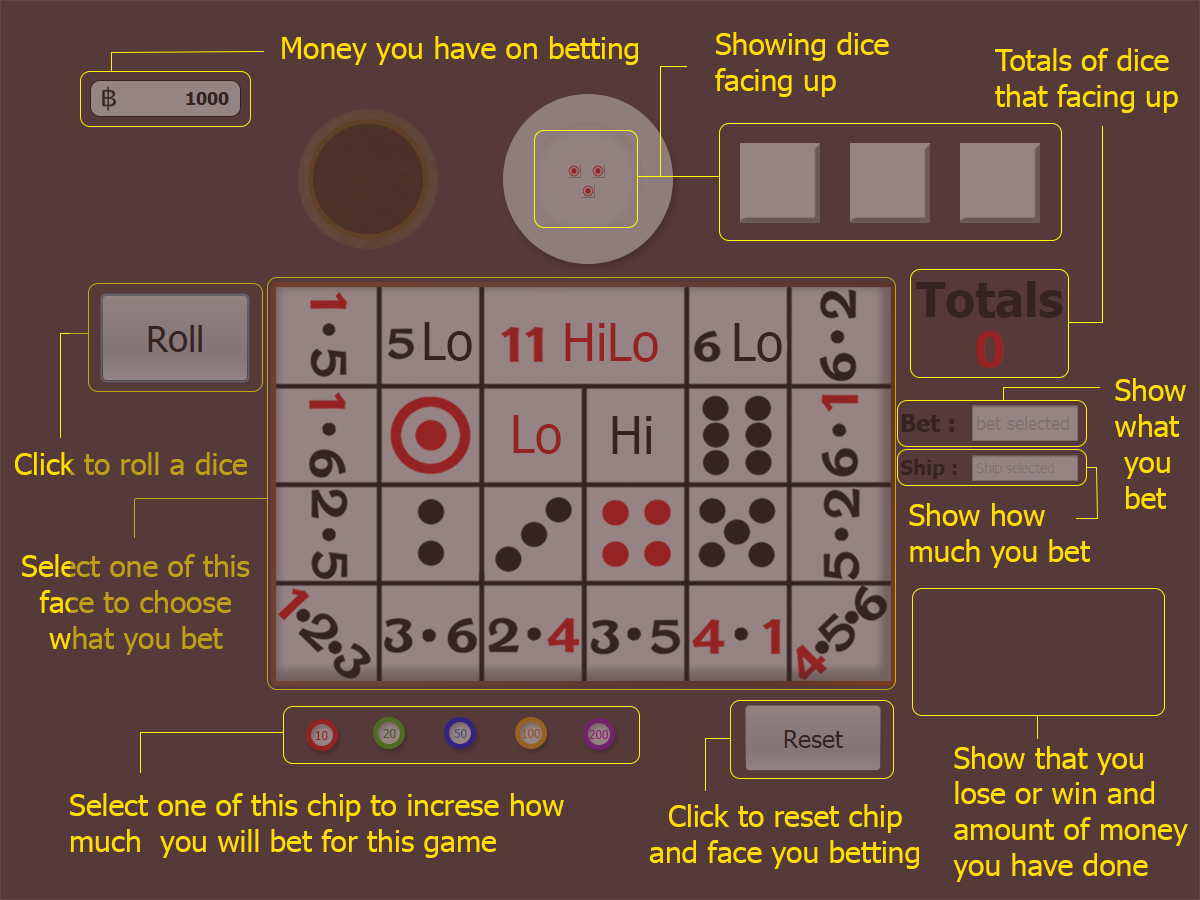 Money you have on betting
฿ 1000
Showing dice
facing up
Totals of dice
that facing up
Roll
Click to roll a dice
Select one of this
face to choose
what you bet
1•5
5 Lo
11 HiLo
6 Lo
6•2
1•6
Lo
Hi
6•1
2•5
5•2
1•2•3
3•6
2•4
3•5
4•1
4•5•6
Totals
0
Bet : bet selected
Ship : Ship selected
Show
what
you
bet
Show how
much you bet
10 20 50 100 200
Select one of this chip to increse how
much you will bet for this game
Reset
Click to reset chip
and face you betting
Show that you
lose or win and
amount of money
you have done